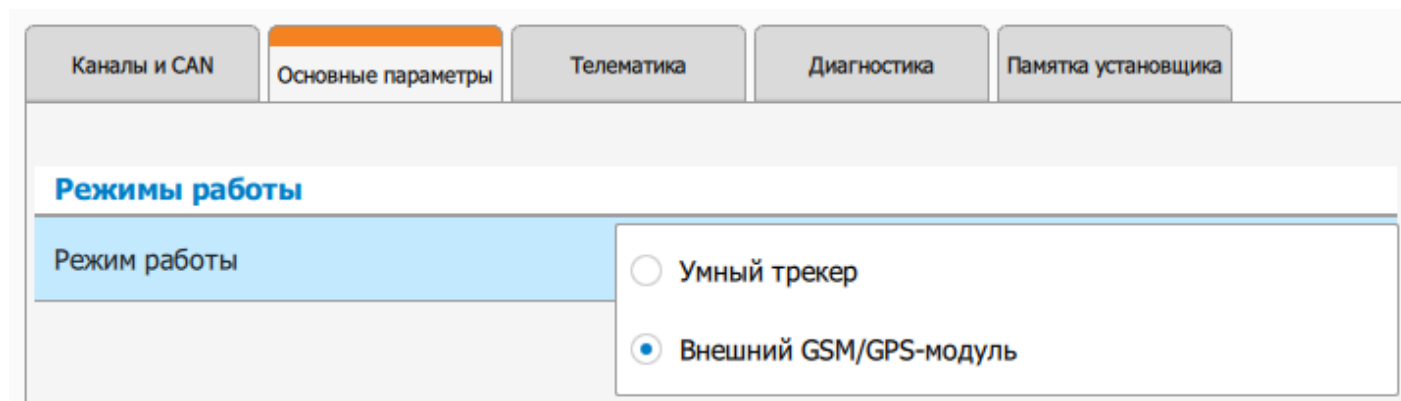 Каналы и CAN
Основные параметры
Телематика
Диагностика
Памятка установщика
Режимы работы
Режим работы
Умный трекер
Внешний GSM/GPS-модуль